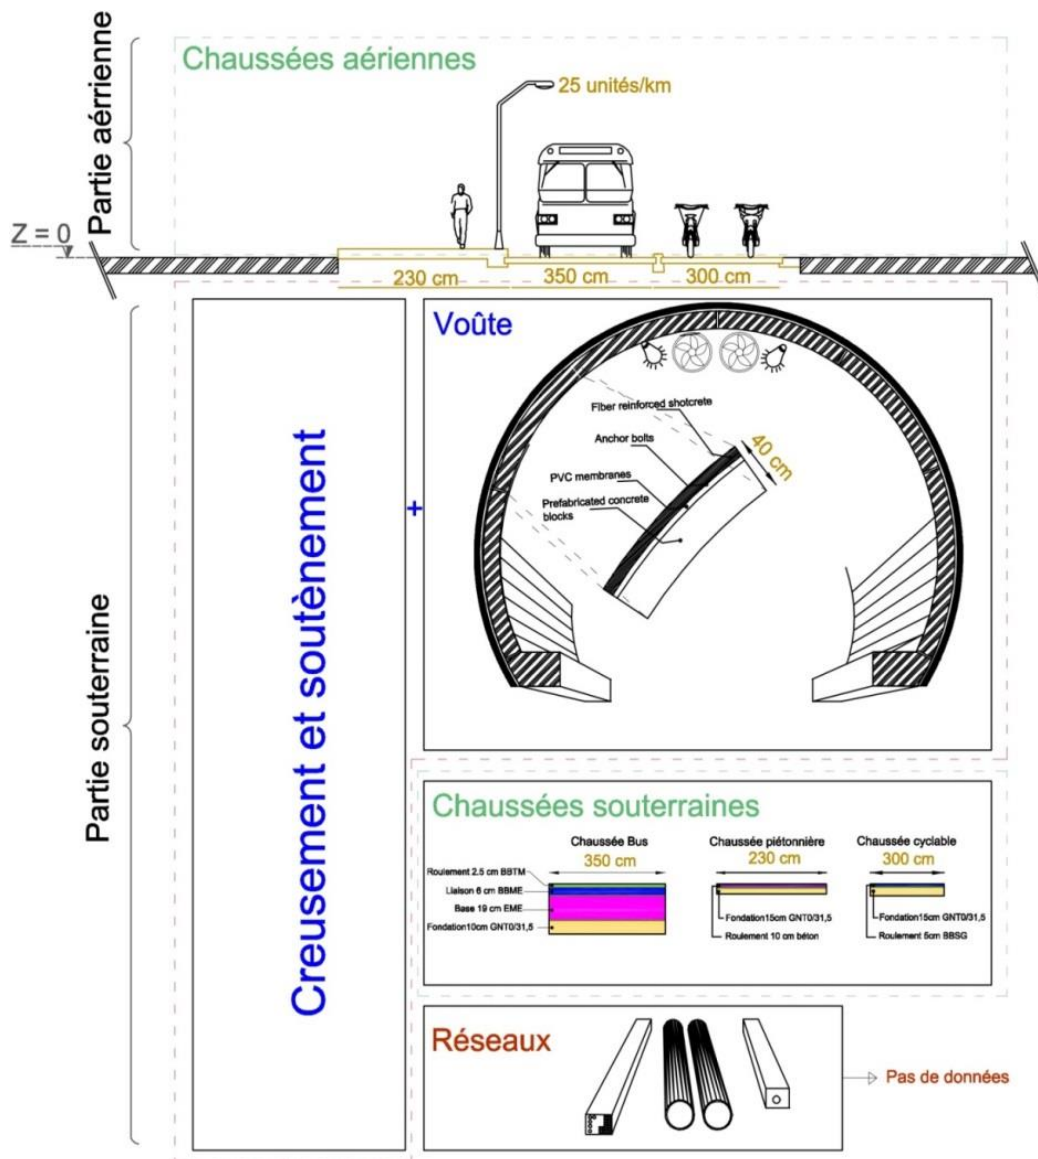 Partie aérrienne
Chaussées aériennes
25 unités/km
Z = 0
230 cm
350 cm
300 cm
Partie souterraine
Creusement et soutènement
+
Voûte
Fiber reinforced shotcrete
Anchor bolts
PVC membranes
Prefabricated concrete
blocks
40 cm
Chaussées souterraines
Chaussée Bus
350 cm
Roulement 2.5 cm BBTM
Liaison 6 cm BBME
Base 19 cm EME
Fondation10cm GNT0/31,5
Chaussée piétonnière
230 cm
Fondation15cm GNT0/31,5
Roulement 10 cm béton
Chaussée cyclable
300 cm
Fondation15cm GNT0/31,5
Roulement 5cm BBSG
Réseaux
Pas de données